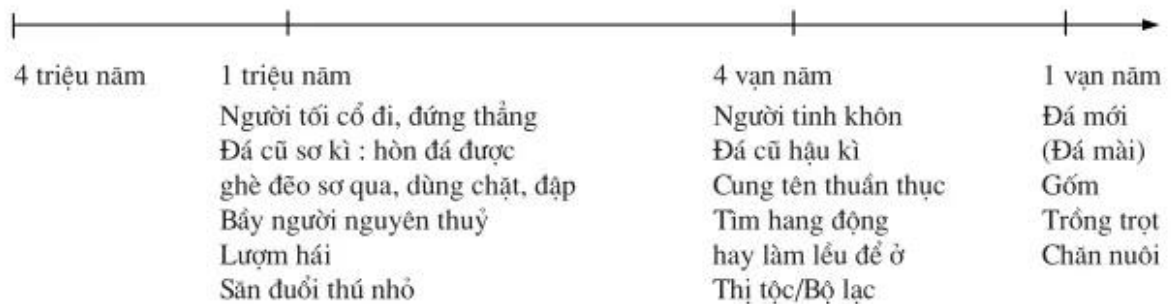 4 triệu năm
1 triệu năm
Người tối cổ đi, đứng thẳng
Đá cũ sơ kì : hòn đá được
ghè đẽo sơ qua, dùng chặt, đập
Bầy người nguyên thuỷ
Lượm hái
Săn đuổi thú nhỏ
4 vạn năm
Người tinh khôn
Đá cũ hậu kì
Cung tên thuần thục
Tìm hang động
hay làm lều để ở
Thị tộc/Bộ lạc
1 vạn năm
Đá mới
(Đá mài)
Gốm
Trồng trọt
Chăn nuôi